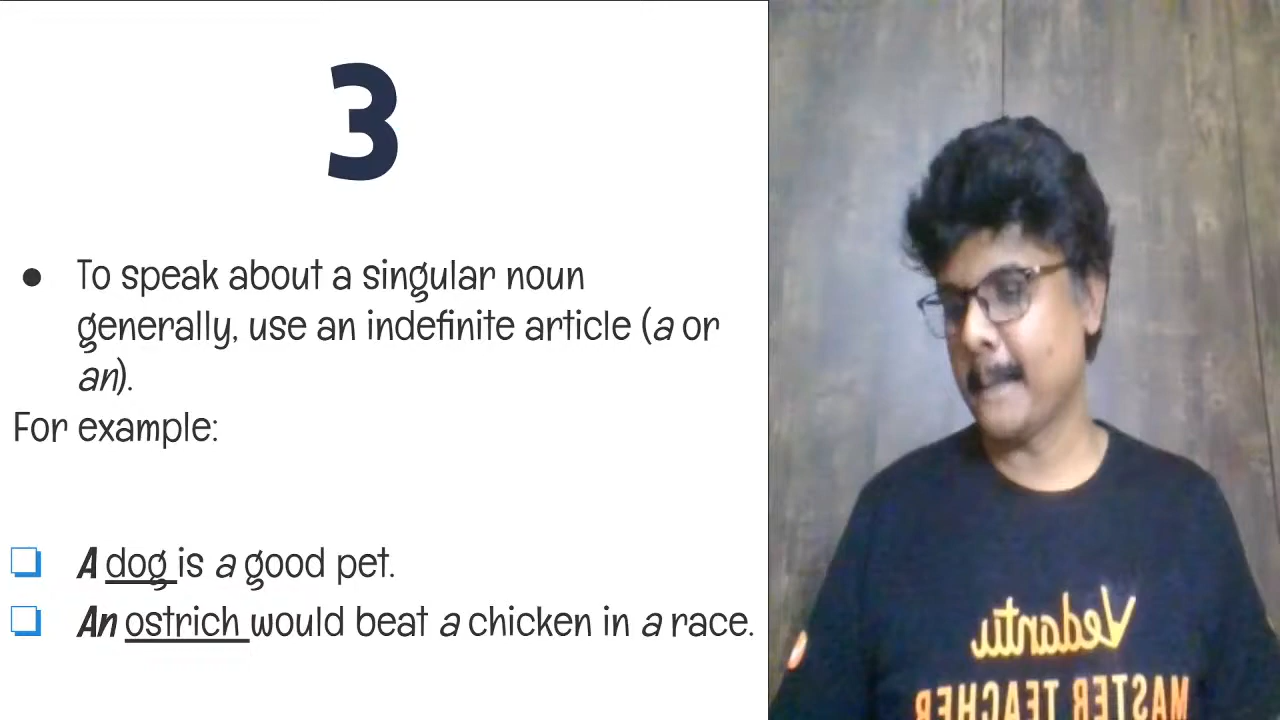 3
● To speak about a singular noun
generally, use an indefinite article (a or
an).
For example:
❏ A dog is a good pet.
❏ An ostrich would beat a chicken in a race.
Vedantu
MASTER TEACHER